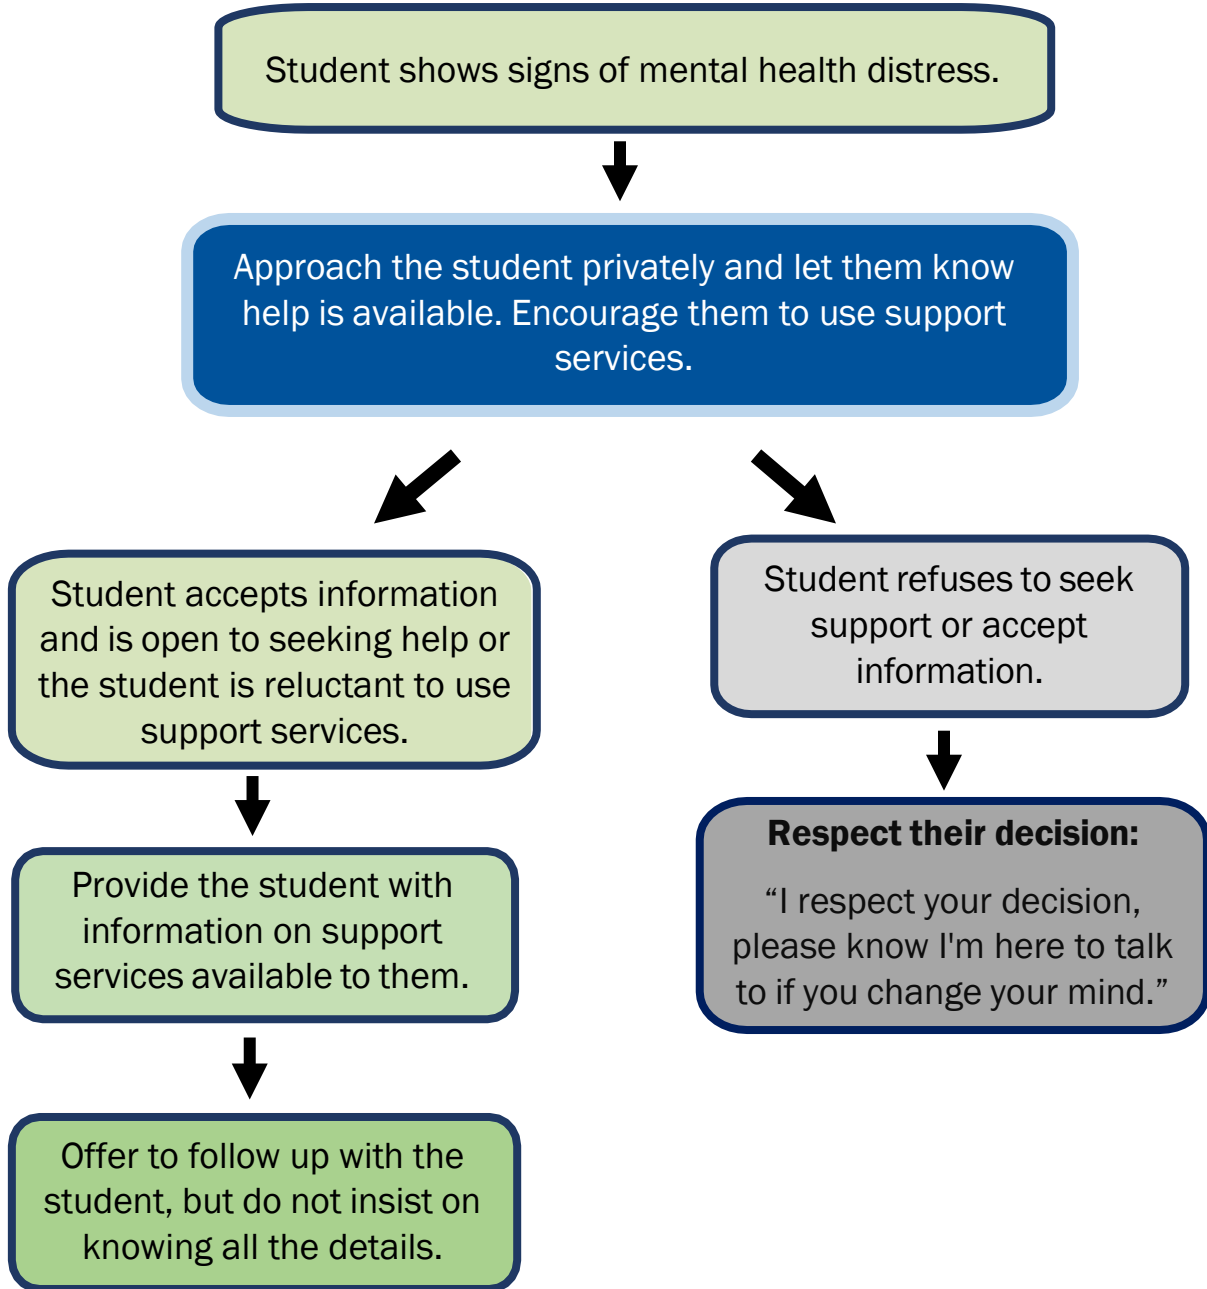 Student shows signs of mental health distress.
Approach the student privately and let them know
help is available. Encourage them to use support
services.
Student accepts information
and is open to seeking help or
the student is reluctant to use
support services.
Provide the student with
information on support
services available to them.
Offer to follow up with the
student, but do not insist on
knowing all the details.
Student refuses to seek
support or accept
information.
Respect their decision:
“I respect your decision,
please know I'm here to talk
to if you change your mind.”